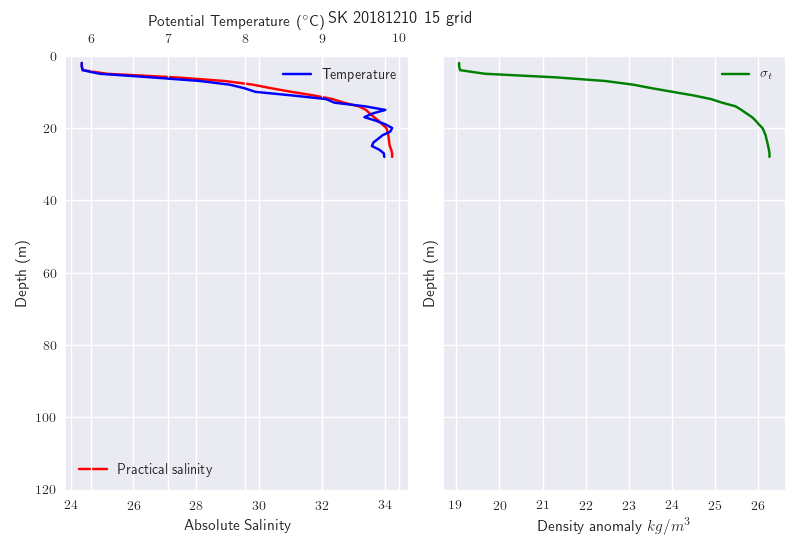 SK 20181210 15 grid
Potential Temperature (°C)
6 7 8 9 10
Temperature
Practical salinity
0
20
40
60
80
100
120
Depth (m)
24 26 28 30 32 34
Absolute Salinity
σt
Depth (m)
19 20 21 22 23 24 25 26
Density anomaly kg/m³